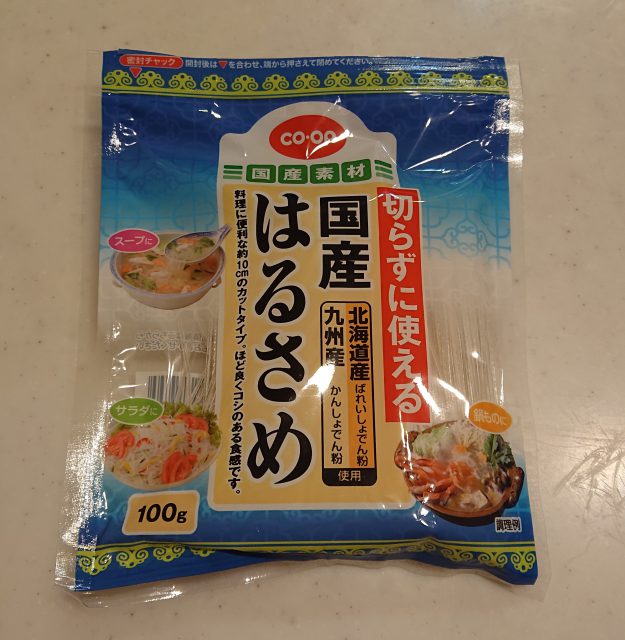 密封チャック
開封後は▼を合わせ、端から押さえて閉めてください。
CO・OP
国産素材
切らずに使える
国産
はるさめ
北海道産ばれいしょでん粉
九州産かんしょでん粉
使用
料理に便利な約10cmのカットタイプ。ほど良くコシのある食感です。
スープに
サラダに
鍋ものに
100g
調理例